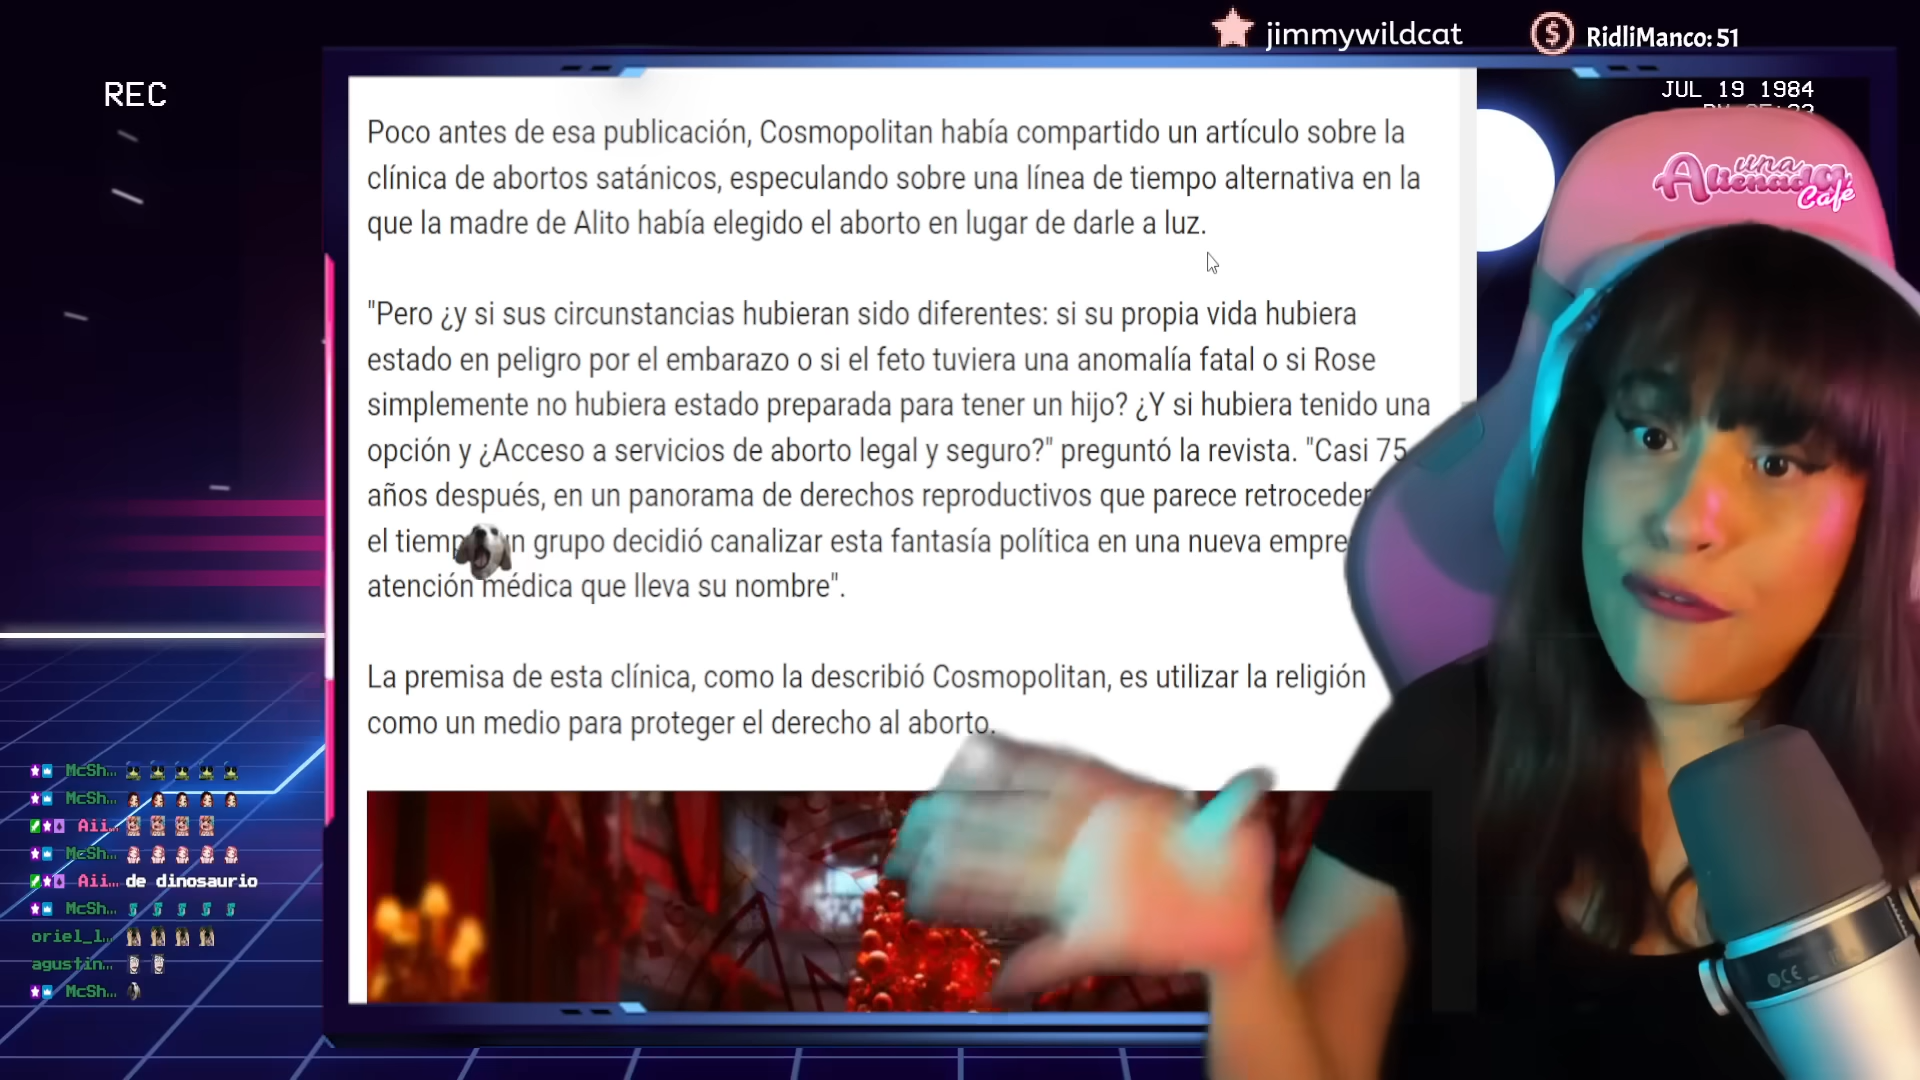 jimmywildcat
RidliManco: 51
REC
JUL 19 1984
una
Alienada
Café
Poco antes de esa publicación, Cosmopolitan había compartido un artículo sobre la
clínica de abortos satánicos, especulando sobre una línea de tiempo alternativa en la
que la madre de Alito había elegido el aborto en lugar de darle a luz.
"Pero ¿y si sus circunstancias hubieran sido diferentes: si su propia vida hubiera
estado en peligro por el embarazo o si el feto tuviera una anomalía fatal o si Rose
simplemente no hubiera estado preparada para tener un hijo? ¿Y si hubiera tenido una
opción y ¿Acceso a servicios de aborto legal y seguro?" preguntó la revista. "Casi 75
años después, en un panorama de derechos reproductivos que parece retroceder
el grupo decidió canalizar esta fantasía política en una nueva
atención médica que lleva su nombre".
La premisa de esta clínica, como la describió Cosmopolitan, es utilizar la religión
como un medio para proteger el derecho al aborto.
McSh...
McSh...
Aii...
McSh...
Aii... de dinosaurio
McSh...
oriel_l...
agustin...
McSh...
CE